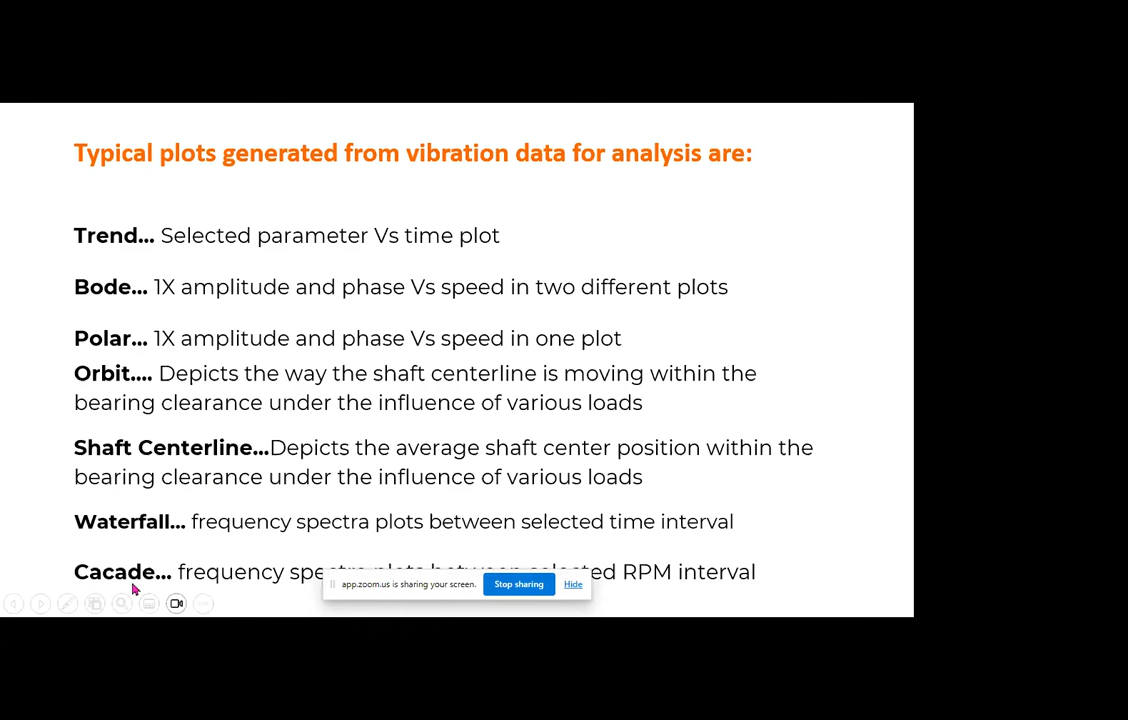 Typical plots generated from vibration data for analysis are:
Trend... Selected parameter Vs time plot
Bode... 1X amplitude and phase Vs speed in two different plots
Polar... 1X amplitude and phase Vs speed in one plot
Orbit.... Depicts the way the shaft centerline is moving within the
bearing clearance under the influence of various loads
Shaft Centerline...Depicts the average shaft center position within the
bearing clearance under the influence of various loads
Waterfall... frequency spectra plots between selected time interval
Cacade... frequency spectra plots between selected RPM interval
app.zoom.us is sharing your screen. Stop sharing Hide